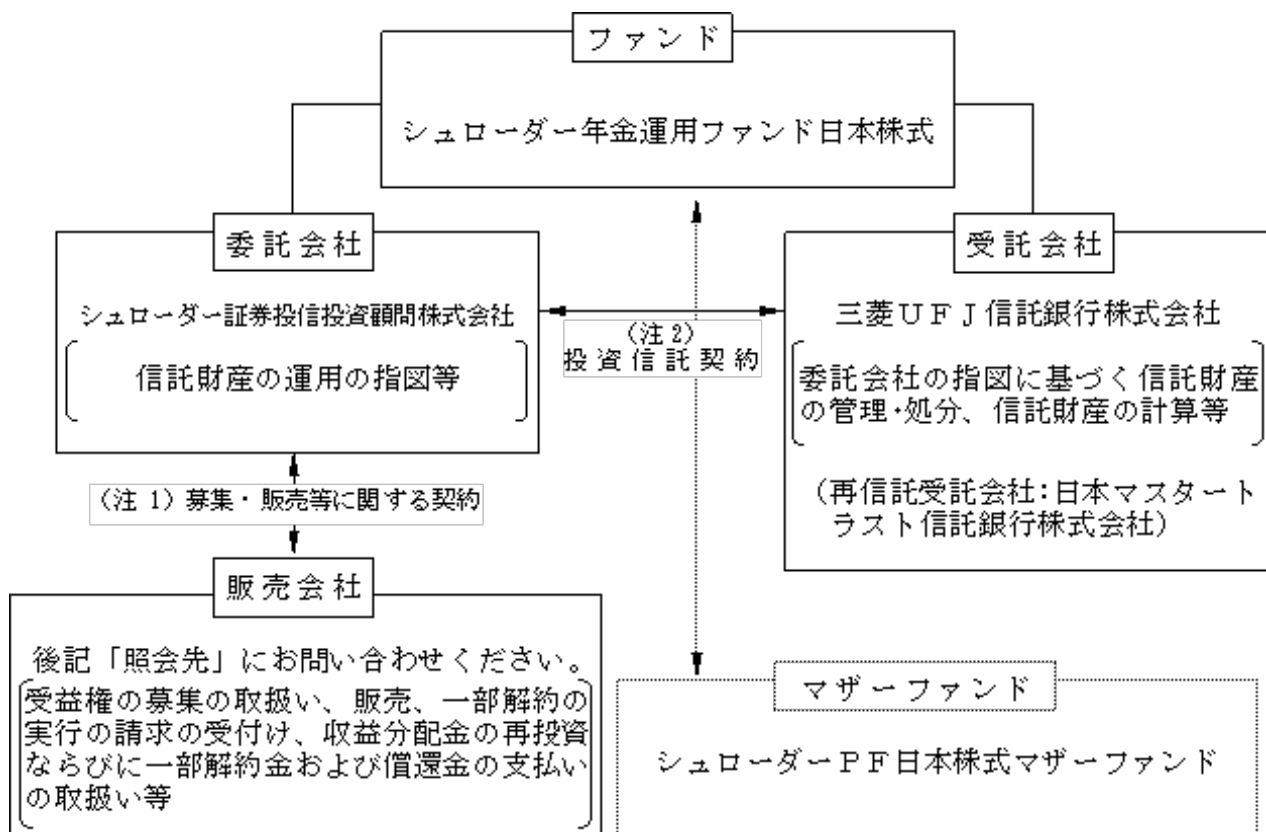 ファンド
シュローダー年金運用ファンド日本株式
委託会社
シュローダー証券投信投資顧問株式会社
信託財産の運用の指図等
(注2)
投資信託契約
受託会社
三菱UFJ信託銀行株式会社
委託会社の指図に基づく信託財産
の管理・処分、信託財産の計算等
(再信託受託会社:日本マスタート
ラスト信託銀行株式会社)
(注 1) 募集・販売等に関する契約
販売会社
後記「照会先」にお問い合わせください。
受益権の募集の取扱い、販売、一部解約の
実行の請求の受付け、収益分配金の再投資
ならびに一部解約金および償還金の支払い
の取扱い等
マザーファンド
シュローダーPF日本株式マザーファンド